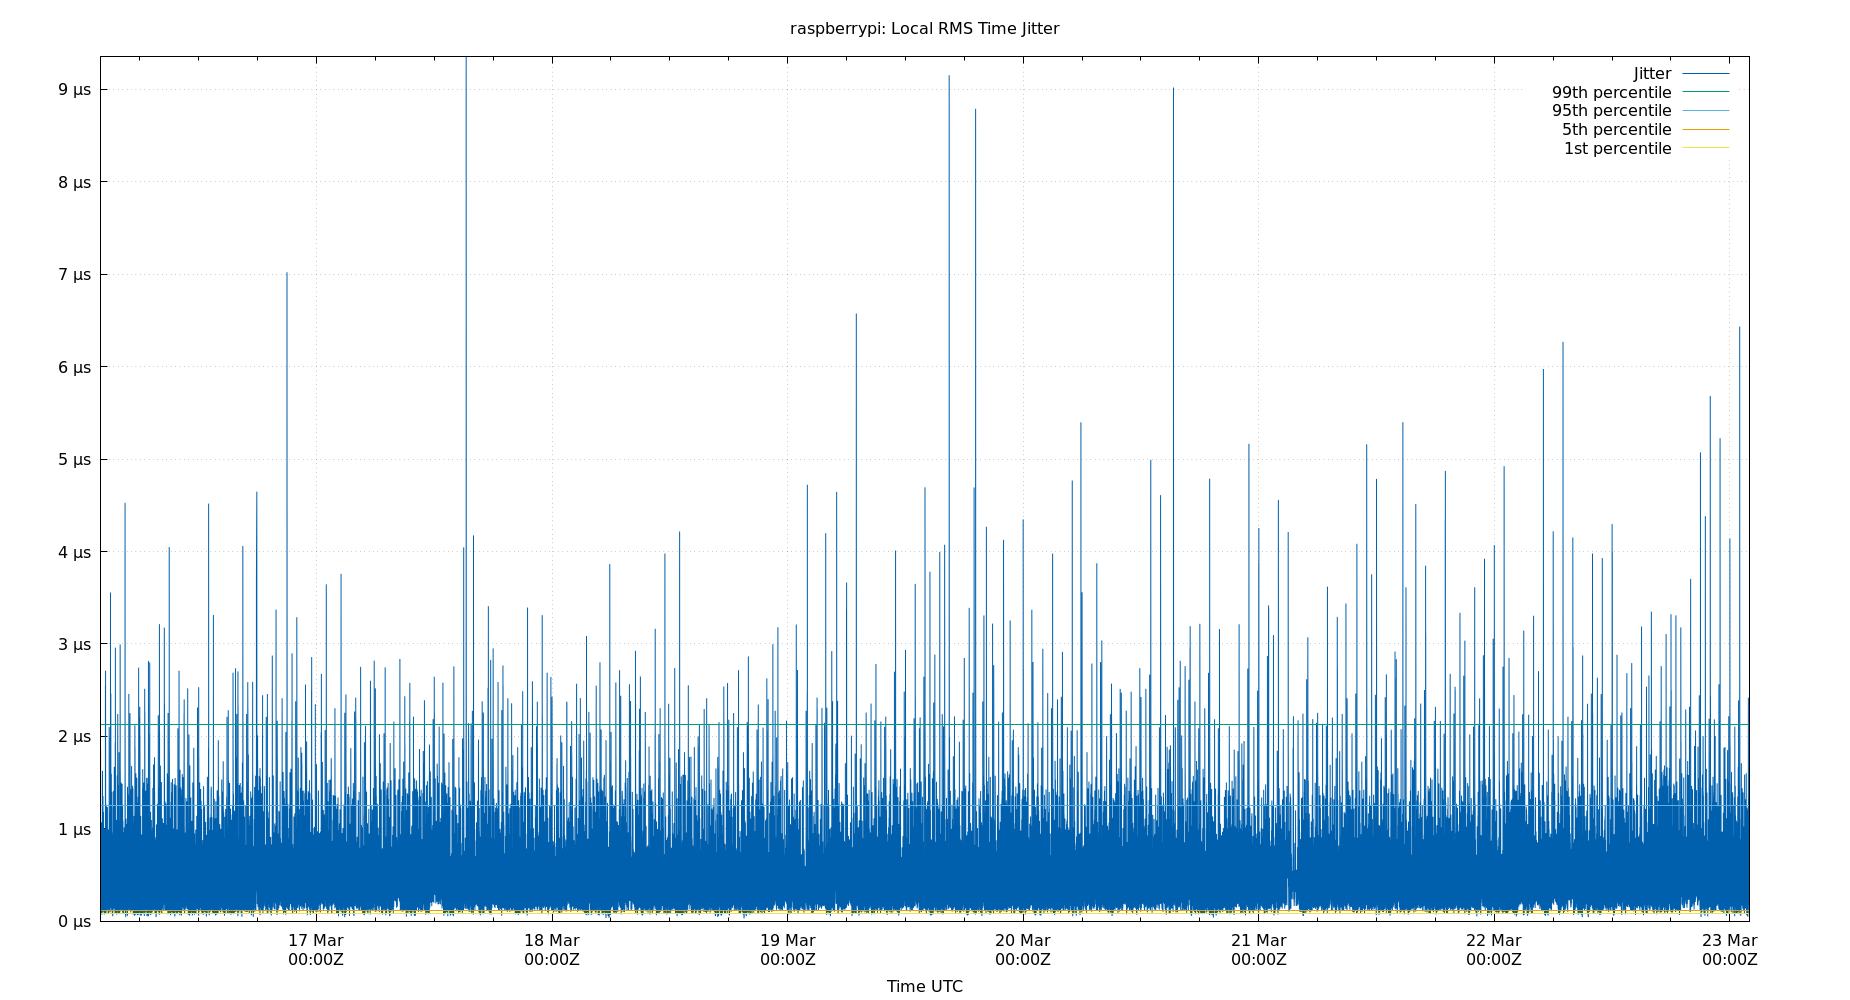 raspberrypi: Local RMS Time Jitter
Jitter
99th percentile
95th percentile
5th percentile
1st percentile
9 µs
8 µs
7 µs
6 µs
5 µs
4 µs
3 µs
2 µs
1 µs
0 µs
17 Mar 18 Mar 19 Mar 20 Mar 21 Mar 22 Mar 23 Mar
00:00Z 00:00Z 00:00Z 00:00Z 00:00Z 00:00Z 00:00Z
Time UTC